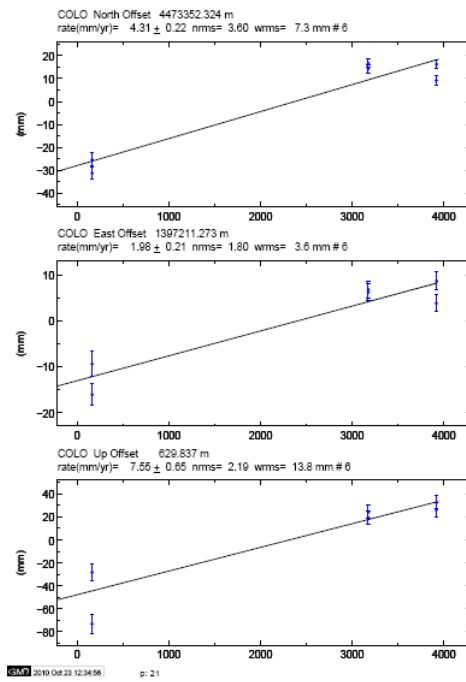 COLO North Offset 4473352.324 m
rate(mm/yr)= 4.31 ± 0.22 nrms= 3.60 wrms= 7.3 mm # 6
20
10
0
−10
−20
−30
−40
(mm)
0 1000 2000 3000 4000
COLO East Offset 1397211.273 m
rate(mm/yr)= 1.98 ± 0.21 nrms= 1.80 wrms= 3.6 mm # 6
10
0
−10
−20
(mm)
0 1000 2000 3000 4000
COLO Up Offset 629.837 m
rate(mm/yr)= 7.55 ± 0.65 nrms= 2.19 wrms= 13.8 mm # 6
40
20
0
−20
−40
−60
−80
(mm)
0 1000 2000 3000 4000
GMD 2010 Oct 23 12:34:56 p: 21